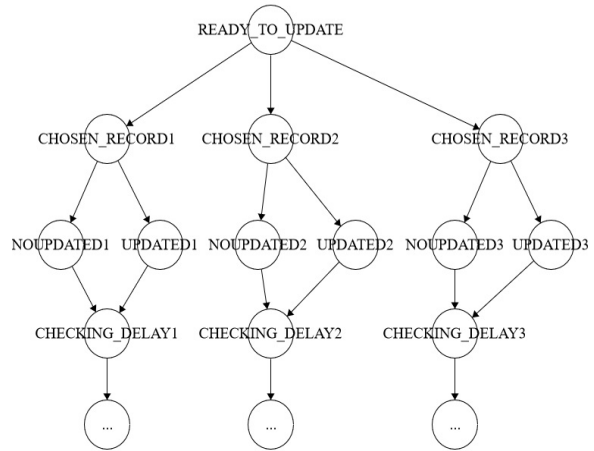 READY_TO_UPDATE
CHOSEN_RECORD1 CHOSEN_RECORD2 CHOSEN_RECORD3
NOUPDATED1 UPDATED1 NOUPDATED2 UPDATED2 NOUPDATED3 UPDATED3
CHECKING_DELAY1 CHECKING_DELAY2 CHECKING_DELAY3
... ... ...